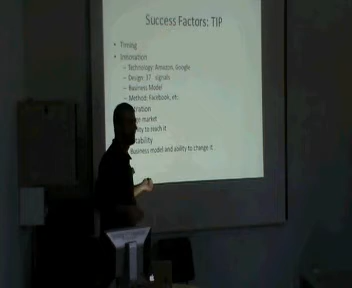 Success Factors: TIP
• Timing
• Innovation
– Technology: Amazon, Google
– Design: 37 signals
– Business Model
– Method: Facebook, etc.
market
to reach it
Business model and ability to change it